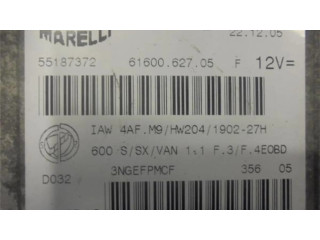 MARELLI 22.12.05
55187372 61600.627.05 F 12V=
IAW 4AF.M9/HW204/1902-27H
600 S/SX/VAN 1.1 F.3/F.4EOBD
D032 3NGEFPMCF 356 05